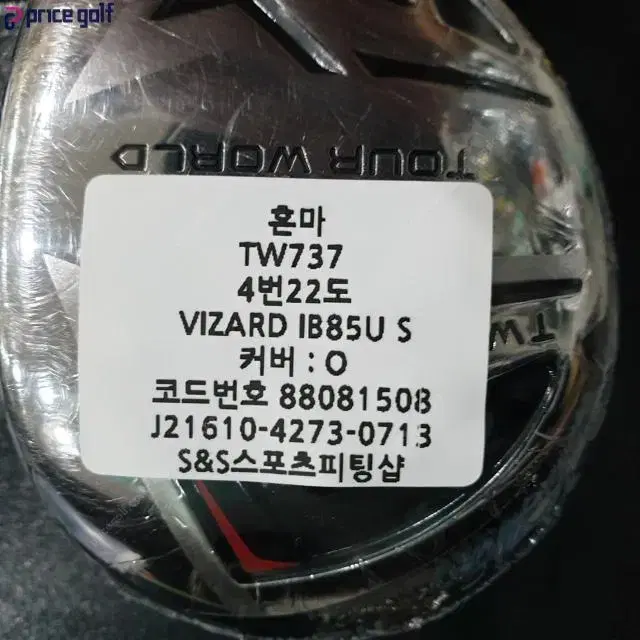 price golf
TOUR WORLD
혼마
TW737
4번22도
VIZARD IB85U S
커버 : O
코드번호 88081508
J21610-4273-0713
S&S스포츠피팅샵
TW